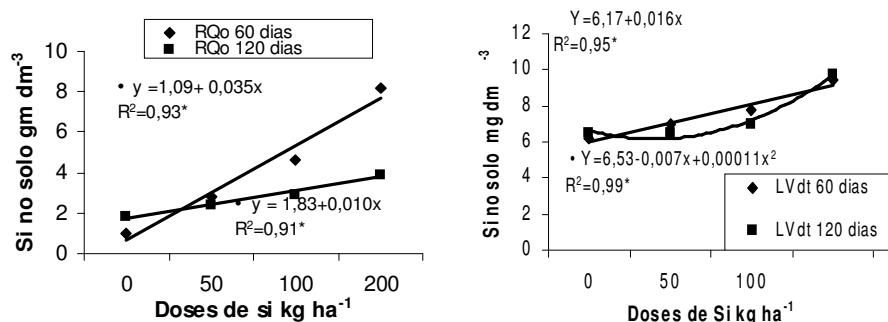 RQo 60 dias
RQo 120 dias
Si no solo gm dm-3
10
8
6
4
2
0
• y =1,09+ 0,035x
R²=0,93*
• y = 1,83+0,010x
R²=0,91*
0 50 100 200
Doses de si kg ha-1
Y=6,17+0,016x
R²=0,95*
Si no solo mg dm-3
12
10
8
6
4
2
0
• Y=6,53-0,007x+0,00011x²
R²=0,99*
LVdt 60 dias
LVdt 120 dias
0 50 100
Doses de Si kg ha-1